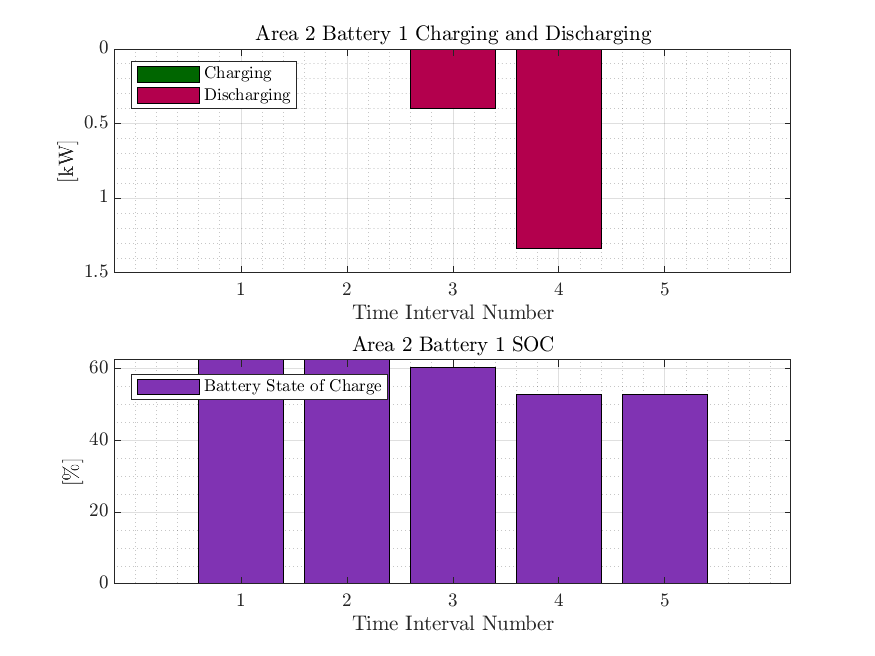 Area 2 Battery 1 Charging and Discharging
0
0.5
1
1.5
[kW]
Charging
Discharging
1 2 3 4 5
Time Interval Number
Area 2 Battery 1 SOC
60
40
20
0
[%]
Battery State of Charge
1 2 3 4 5
Time Interval Number